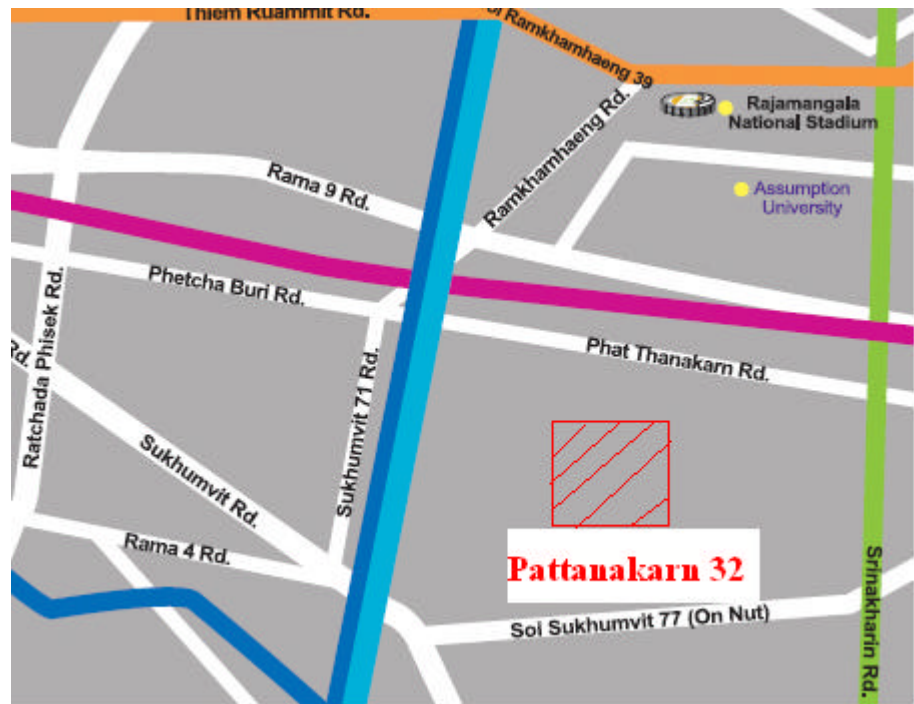 Thiem Ruammit Rd.
Ramkhamhaeng 39
Ramkhamhaeng Rd.
Rajamangala
National Stadium
Rama 9 Rd.
Assumption
University
Phetcha Buri Rd.
Ratchada Phisek Rd.
Phat Thanakarn Rd.
Rd.
Sukhumvit 71 Rd.
Sukhumvit Rd.
Rama 4 Rd.
Pattanakarn 32
Soi Sukhumvit 77 (On Nut)
Srinakharin Rd.